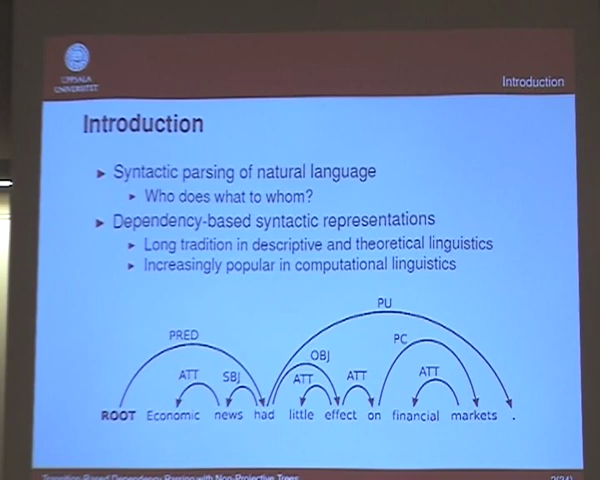 UPPSALA
UNIVERSITET
Introduction
Introduction
Syntactic parsing of natural language
Who does what to whom?
Dependency-based syntactic representations
Long tradition in descriptive and theoretical linguistics
Increasingly popular in computational linguistics
PU
PRED
PC
OBJ
ATT SBJ ATT ATT ATT
ROOT Economic news had little effect on financial markets .
Transition-Based Dependency Parsing with Non-Projective Trees